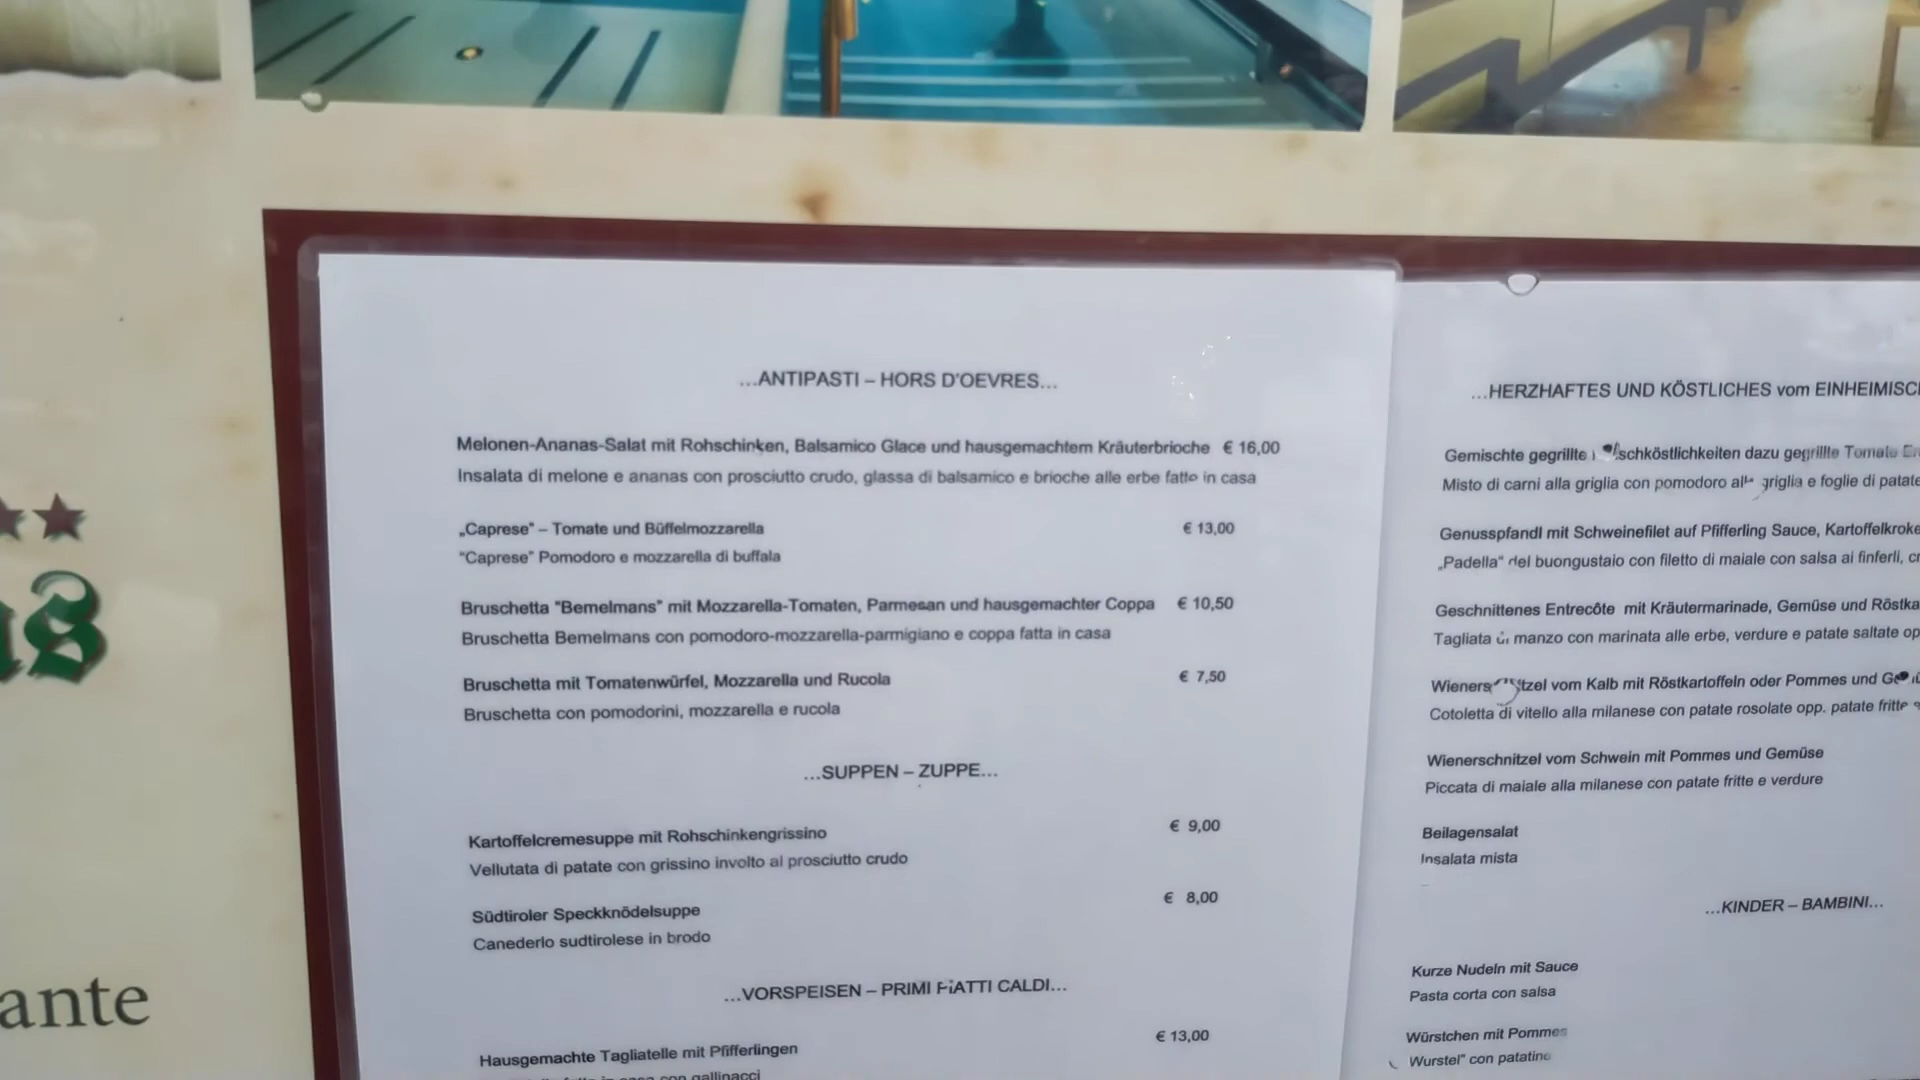 ante
...ANTIPASTI – HORS D'OEVRES...
Melonen-Ananas-Salat mit Rohschinken, Balsamico Glace und hausgemachtem Kräuterbrioche € 16,00
Insalata di melone e ananas con prosciutto crudo, glassa di balsamico e brioche alle erbe fatto in casa
„Caprese" – Tomate und Büffelmozzarella € 13,00
"Caprese" Pomodoro e mozzarella di buffala
Bruschetta "Bemelmans" mit Mozzarella-Tomaten, Parmesan und hausgemachter Coppa € 10,50
Bruschetta Bemelmans con pomodoro-mozzarella-parmigiano e coppa fatta in casa
Bruschetta mit Tomatenwürfel, Mozzarella und Rucola € 7,50
Bruschetta con pomodorini, mozzarella e rucola
...SUPPEN – ZUPPE...
Kartoffelcremesuppe mit Rohschinkengrissino € 9,00
Vellutata di patate con grissino involto al prosciutto crudo
Südtiroler Speckknödelsuppe € 8,00
Canederlo sudtirolese in brodo
...VORSPEISEN – PRIMI PIATTI CALDI...
Hausgemachte Tagliatelle mit Pfifferlingen € 13,00
in casa con gallinacci
...HERZHAFTES UND KÖSTLICHES vom EINHEIMISC
Gemischte gegrillte schköstlichkeiten dazu gegrillte Tomate
Misto di carni alla griglia con pomodoro alla griglia e foglie di patate
Genusspfandl mit Schweinefilet auf Pfifferling Sauce, Kartoffelkroke
„Padella" del buongustaio con filetto di maiale con salsa ai finferli, cr
Geschnittenes Entrecôte mit Kräutermarinade, Gemüse und Röstka
Tagliata di manzo con marinata alle erbe, verdure e patate saltate op
Wienerschnitzel vom Kalb mit Röstkartoffeln oder Pommes und
Cotoletta di vitello alla milanese con patate rosolate opp. patate fritte
Wienerschnitzel vom Schwein mit Pommes und Gemüse
Piccata di maiale alla milanese con patate fritte e verdure
Beilagensalat
Insalata mista
...KINDER – BAMBINI...
Kurze Nudeln mit Sauce
Pasta corta con salsa
Würstchen mit Pommes
Wurstel" con patatine